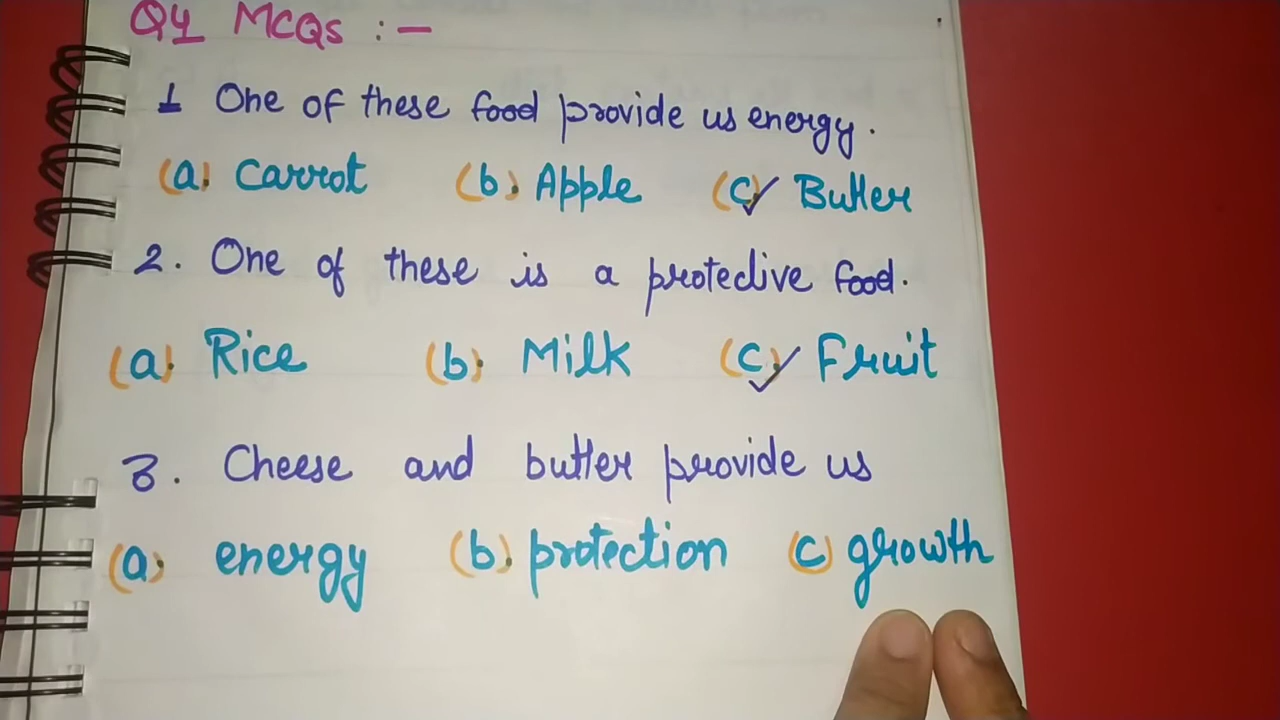 Q4 MCQs :-
1 One of these food provide us energy.
(a) Carrot (b) Apple (c)✓ Butter
2. One of these is a protective food.
(a) Rice (b) Milk (c)✓ Fruit
3. Cheese and butter provide us
(a) energy (b) protection (c) growth